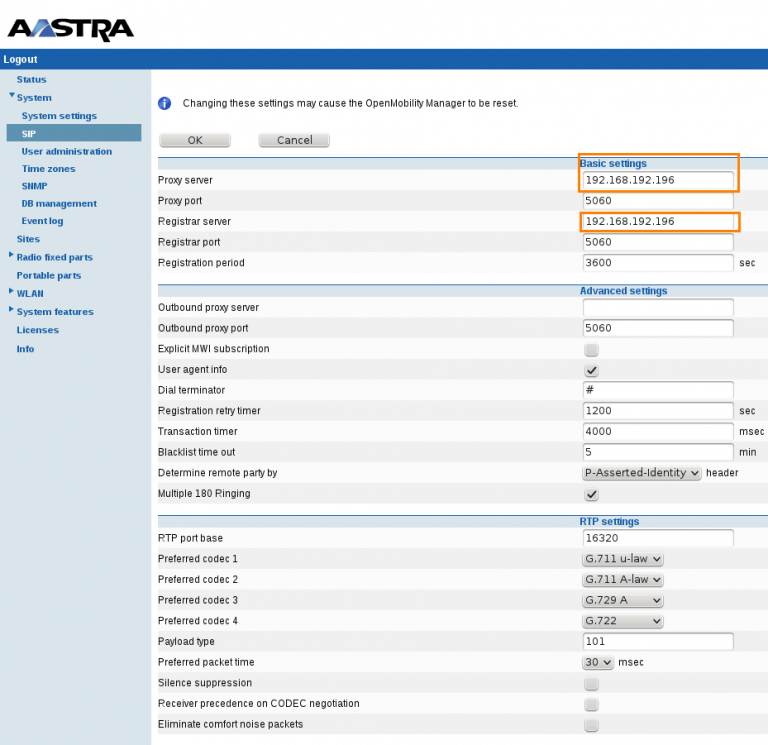 AASTRA
Logout
Status
System
System settings
SIP
User administration
Time zones
SNMP
DB management
Event log
Sites
Radio fixed parts
Portable parts
WLAN
System features
Licenses
Info
Changing these settings may cause the OpenMobility Manager to be reset.
OK Cancel
Basic settings
Proxy server 192.168.192.196
Proxy port 5060
Registrar server 192.168.192.196
Registrar port 5060
Registration period 3600 sec
Advanced settings
Outbound proxy server
Outbound proxy port 5060
Explicit MWI subscription
User agent info
Dial terminator #
Registration retry timer 1200 sec
Transaction timer 4000 msec
Blacklist time out 5 min
Determine remote party by P-Asserted-Identity header
Multiple 180 Ringing
RTP settings
RTP port base 16320
Preferred codec 1 G.711 u-law
Preferred codec 2 G.711 A-law
Preferred codec 3 G.729 A
Preferred codec 4 G.722
Payload type 101
Preferred packet time 30 msec
Silence suppression
Receiver precedence on CODEC negotiation
Eliminate comfort noise packets